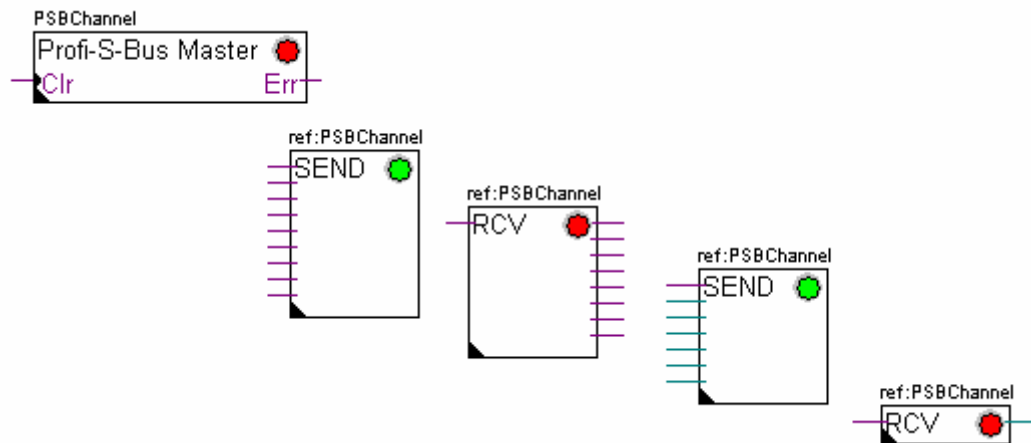 PSBChannel
Profi-S-Bus Master
Clr Err
ref:PSBChannel
SEND
ref:PSBChannel
RCV
ref:PSBChannel
SEND
ref:PSBChannel
RCV